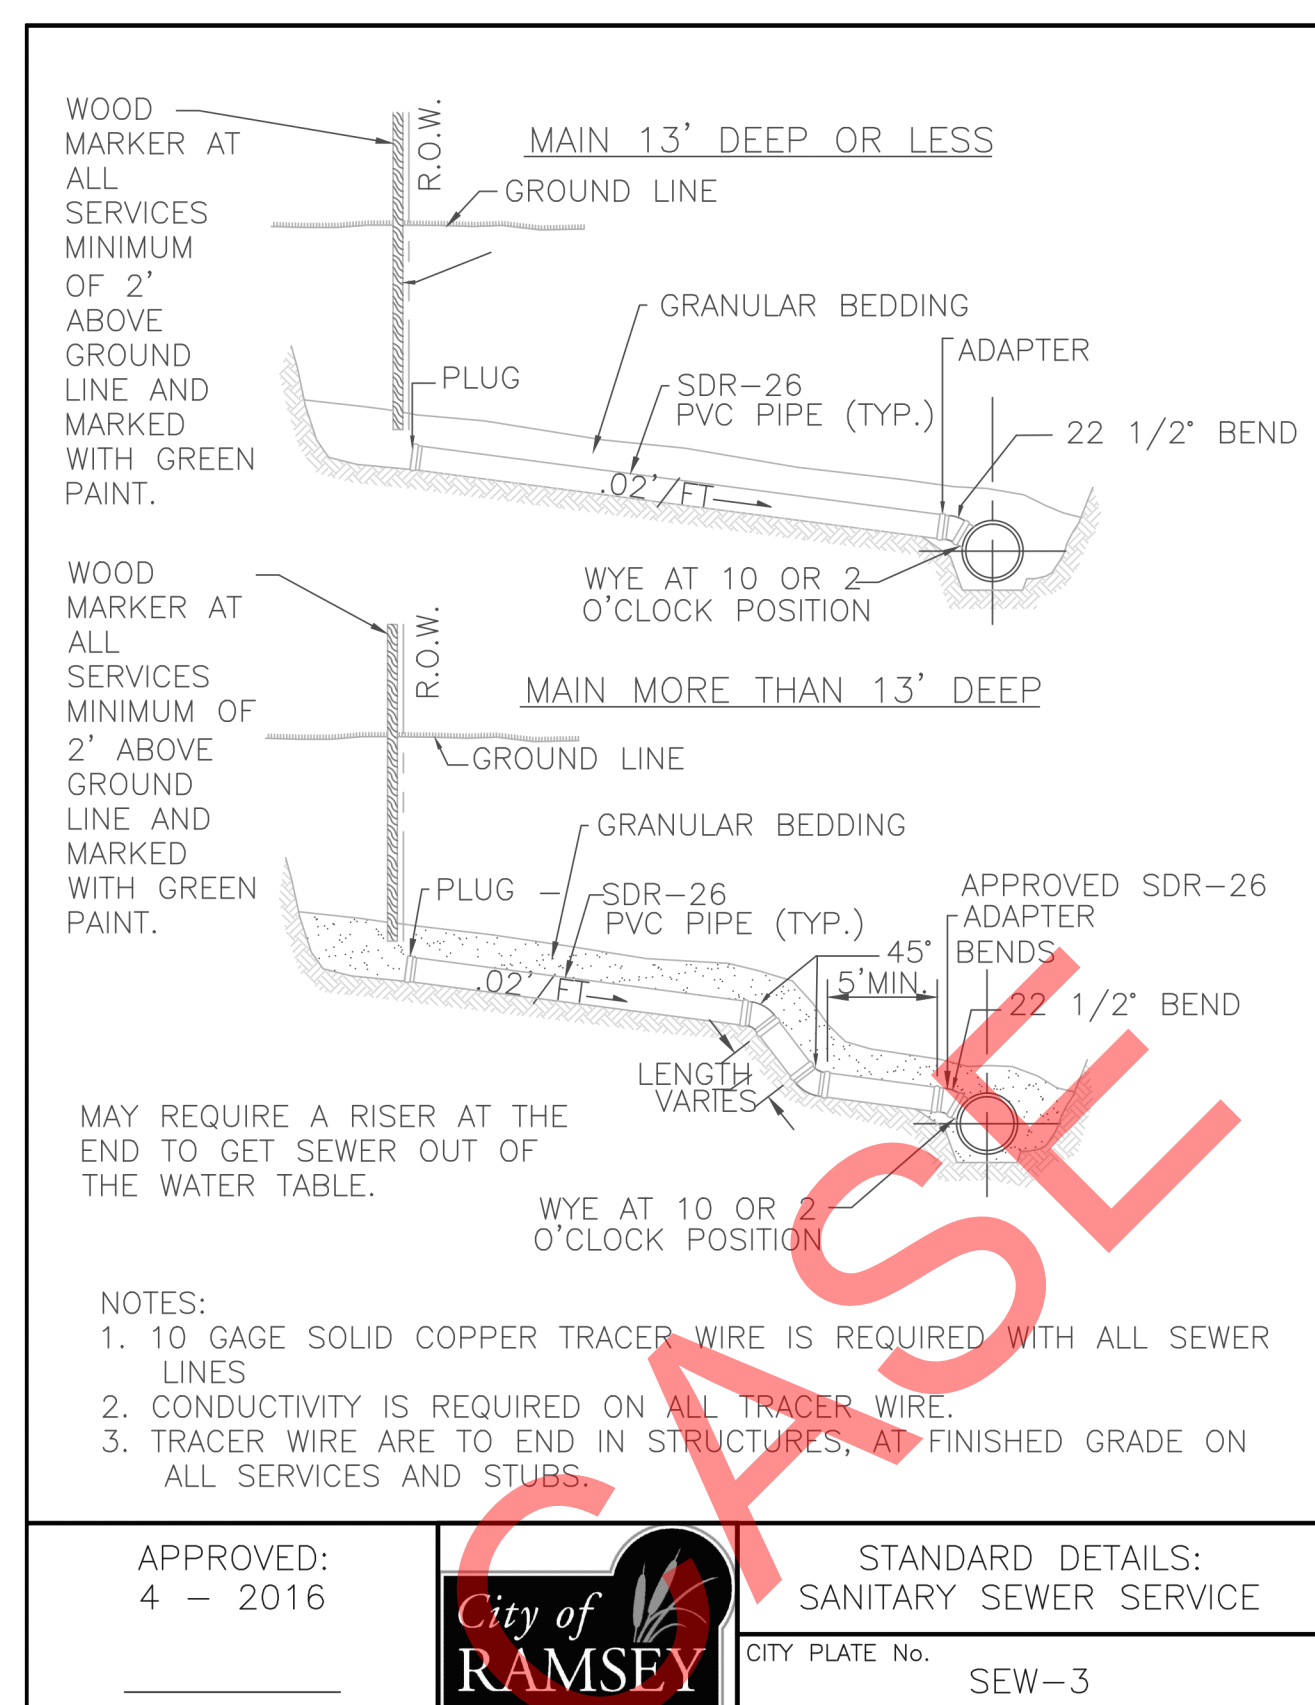 WOOD
MARKER AT
ALL
SERVICES
MINIMUM
OF 2'
ABOVE
GROUND
LINE AND
MARKED
WITH GREEN
PAINT.
R.O.W.
MAIN 13' DEEP OR LESS
GROUND LINE
GRANULAR BEDDING
ADAPTER
PLUG
SDR-26
PVC PIPE (TYP.)
22 1/2° BEND
.02'/FT
WYE AT 10 OR 2
O'CLOCK POSITION
WOOD
MARKER AT
ALL
SERVICES
MINIMUM OF
2' ABOVE
GROUND
LINE AND
MARKED
WITH GREEN
PAINT.
R.O.W.
MAIN MORE THAN 13' DEEP
GROUND LINE
GRANULAR BEDDING
PLUG
SDR-26
PVC PIPE (TYP.)
APPROVED SDR-26
ADAPTER
45° BENDS
5'MIN.
22 1/2° BEND
.02'/FT
LENGTH
VARIES
MAY REQUIRE A RISER AT THE
END TO GET SEWER OUT OF
THE WATER TABLE.
WYE AT 10 OR 2
O'CLOCK POSITION
NOTES:
1. 10 GAGE SOLID COPPER TRACER WIRE IS REQUIRED WITH ALL SEWER
LINES
2. CONDUCTIVITY IS REQUIRED ON ALL TRACER WIRE.
3. TRACER WIRE ARE TO END IN STRUCTURES, AT FINISHED GRADE ON
ALL SERVICES AND STUBS.
CASE
APPROVED:
4 - 2016
City of
RAMSEY
STANDARD DETAILS:
SANITARY SEWER SERVICE
CITY PLATE No.
SEW-3